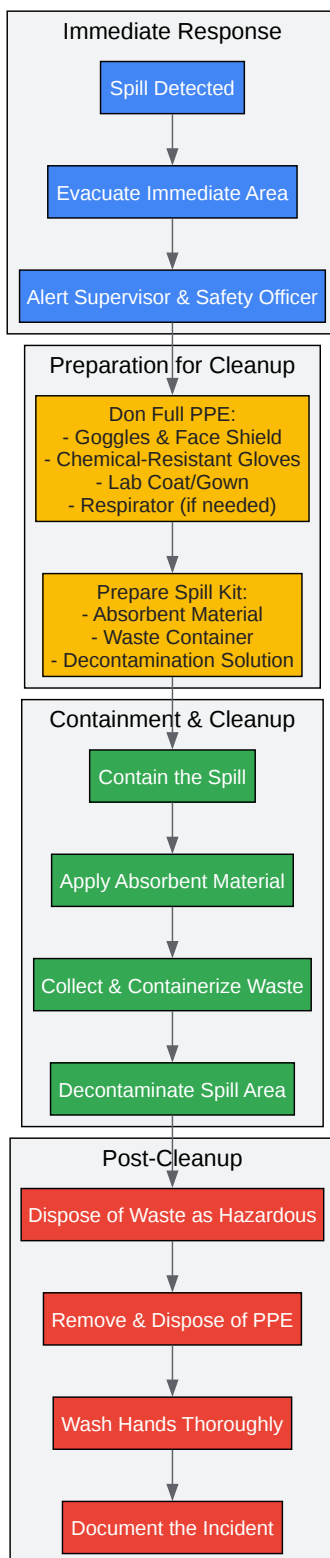 Immediate Response
Spill Detected
Evacuate Immediate Area
Alert Supervisor & Safety Officer
Preparation for Cleanup
Don Full PPE:
- Goggles & Face Shield
- Chemical-Resistant Gloves
- Lab Coat/Gown
- Respirator (if needed)
Prepare Spill Kit:
- Absorbent Material
- Waste Container
- Decontamination Solution
Containment & Cleanup
Contain the Spill
Apply Absorbent Material
Collect & Containerize Waste
Decontaminate Spill Area
Post-Cleanup
Dispose of Waste as Hazardous
Remove & Dispose of PPE
Wash Hands Thoroughly
Document the Incident